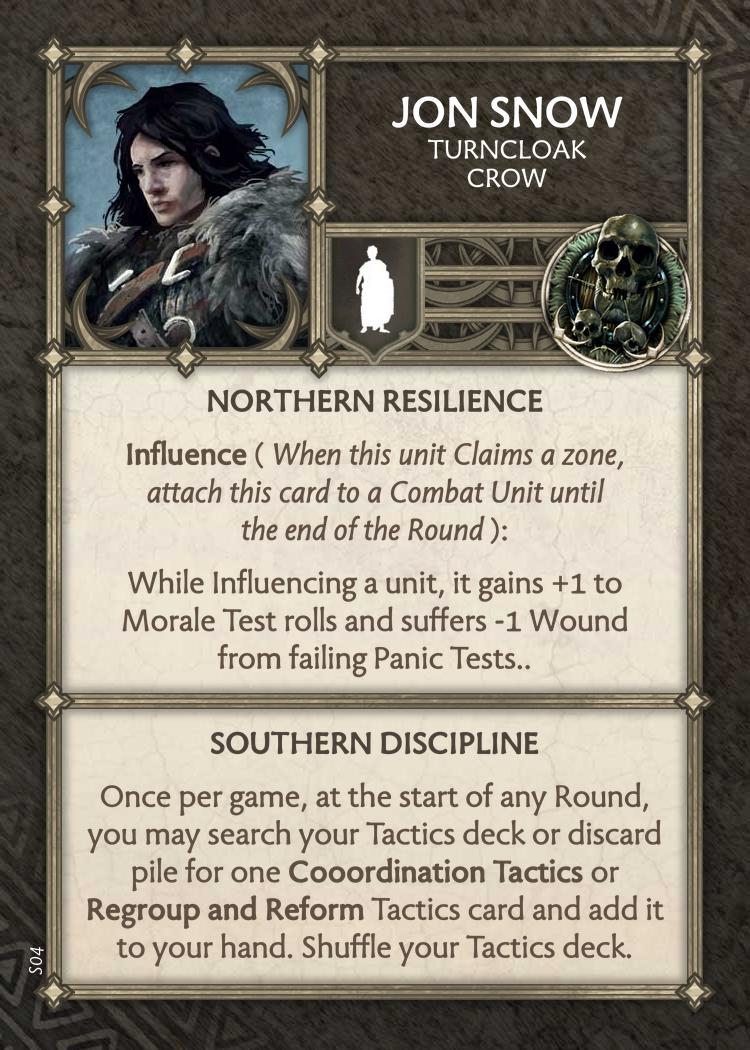 JON SNOW
TURNCLOAK
CROW
NORTHERN RESILIENCE
Influence ( When this unit Claims a zone,
attach this card to a Combat Unit until
the end of the Round ):
While Influencing a unit, it gains +1 to
Morale Test rolls and suffers -1 Wound
from failing Panic Tests..
SOUTHERN DISCIPLINE
Once per game, at the start of any Round,
you may search your Tactics deck or discard
pile for one Cooordination Tactics or
Regroup and Reform Tactics card and add it
to your hand. Shuffle your Tactics deck.
S04